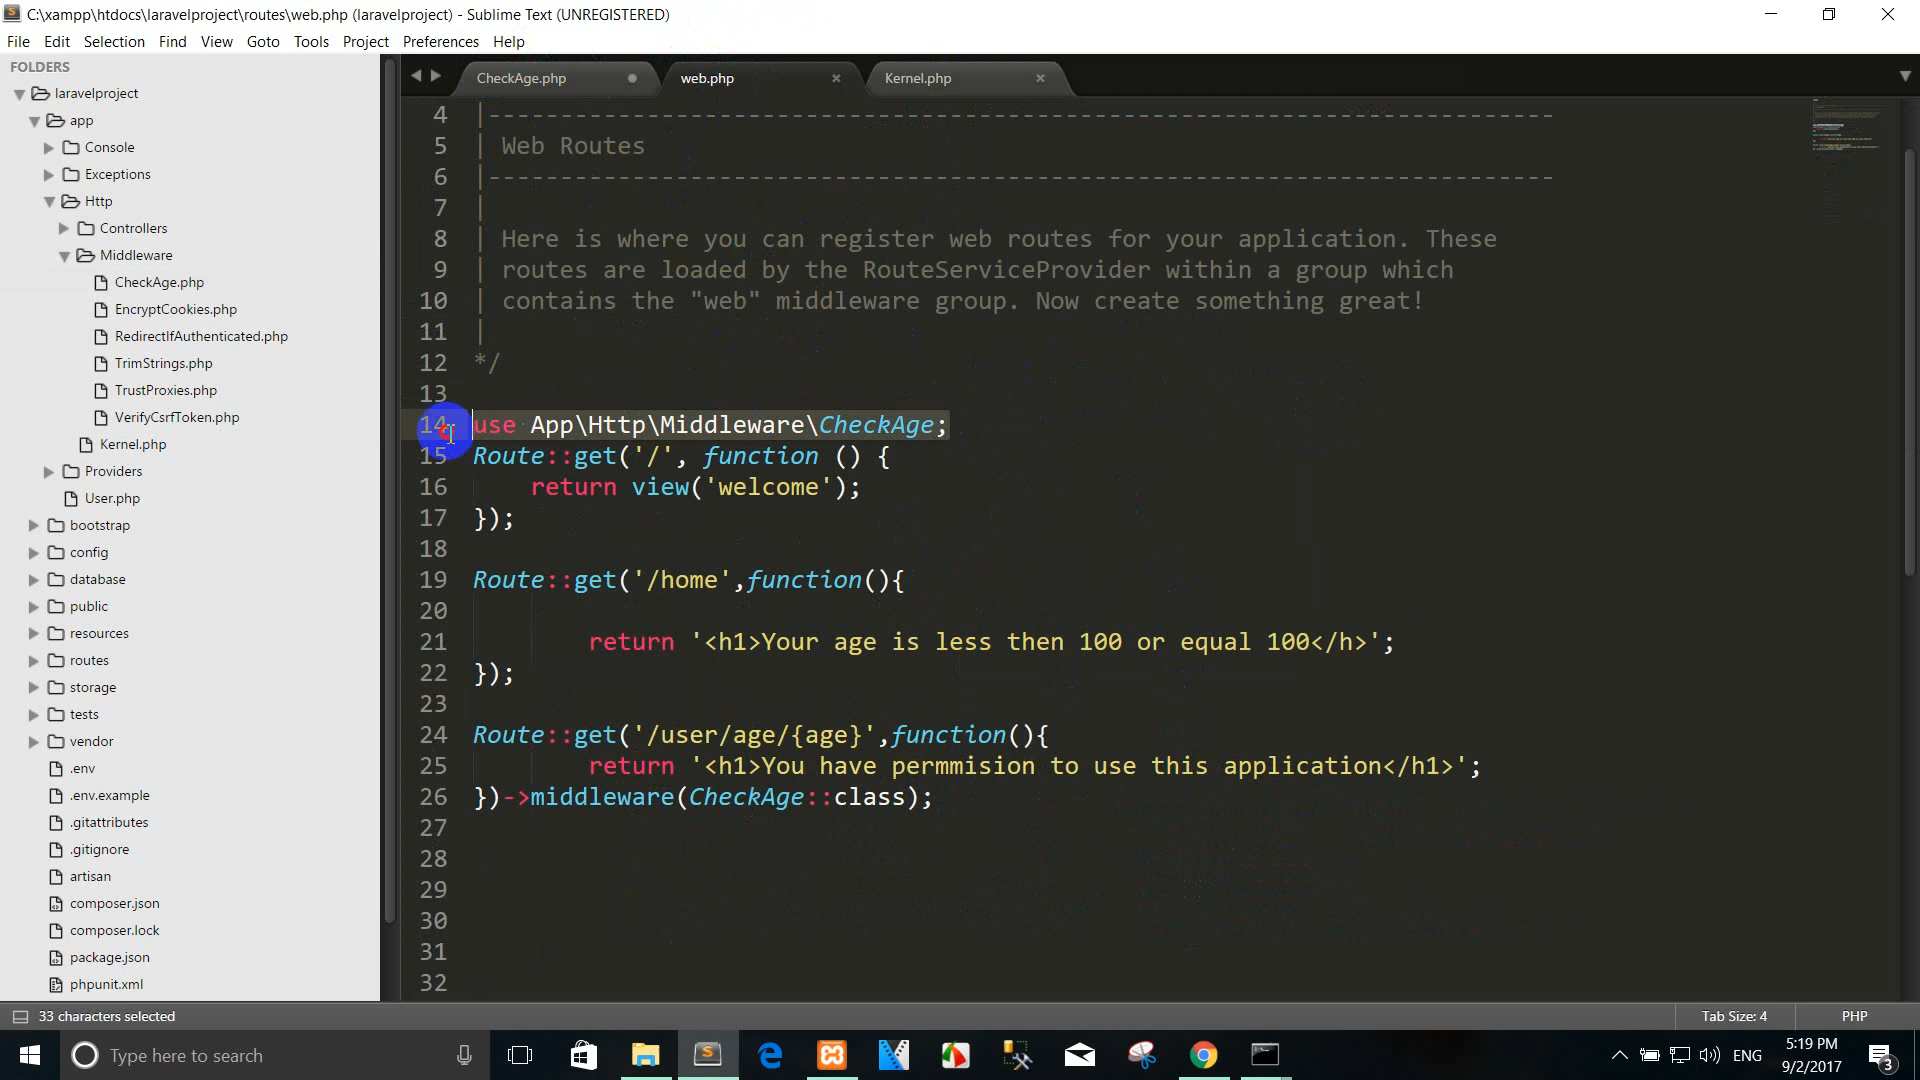 C:\xampp\htdocs\laravelproject\routes\web.php (laravelproject) - Sublime Text (UNREGISTERED)
File Edit Selection Find View Goto Tools Project Preferences Help
FOLDERS
laravelproject
app
Console
Exceptions
Http
Controllers
Middleware
CheckAge.php
EncryptCookies.php
RedirectIfAuthenticated.php
TrimStrings.php
TrustProxies.php
VerifyCsrfToken.php
Kernel.php
Providers
User.php
bootstrap
config
database
public
resources
routes
storage
tests
vendor
.env
.env.example
.gitattributes
.gitignore
artisan
composer.json
composer.lock
package.json
phpunit.xml
CheckAge.php web.php Kernel.php
4 |--------------------------------------------------------------------------
5 | Web Routes
6 |--------------------------------------------------------------------------
7 |
8 | Here is where you can register web routes for your application. These
9 | routes are loaded by the RouteServiceProvider within a group which
10 | contains the "web" middleware group. Now create something great!
11 |
12 */
13
14 use App\Http\Middleware\CheckAge;
15 Route::get('/', function () {
16 return view('welcome');
17 });
18
19 Route::get('/home',function(){
20
21 return '<h1>Your age is less then 100 or equal 100</h>';
22 });
23
24 Route::get('/user/age/{age}',function(){
25 return '<h1>You have permmision to use this application</h1>';
26 })->middleware(CheckAge::class);
27
28
29
30
31
32
33 characters selected Tab Size: 4 PHP
Type here to search ENG 5:19 PM
9/2/2017 3